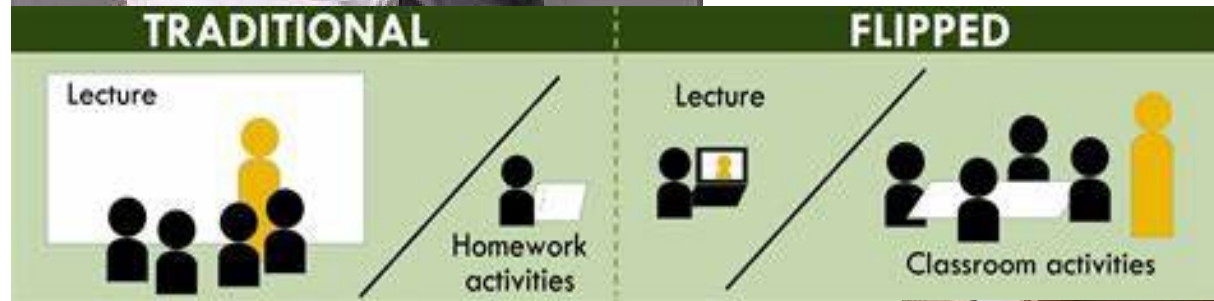 TRADITIONAL
Lecture
Homework
activities
FLIPPED
Lecture
Classroom activities